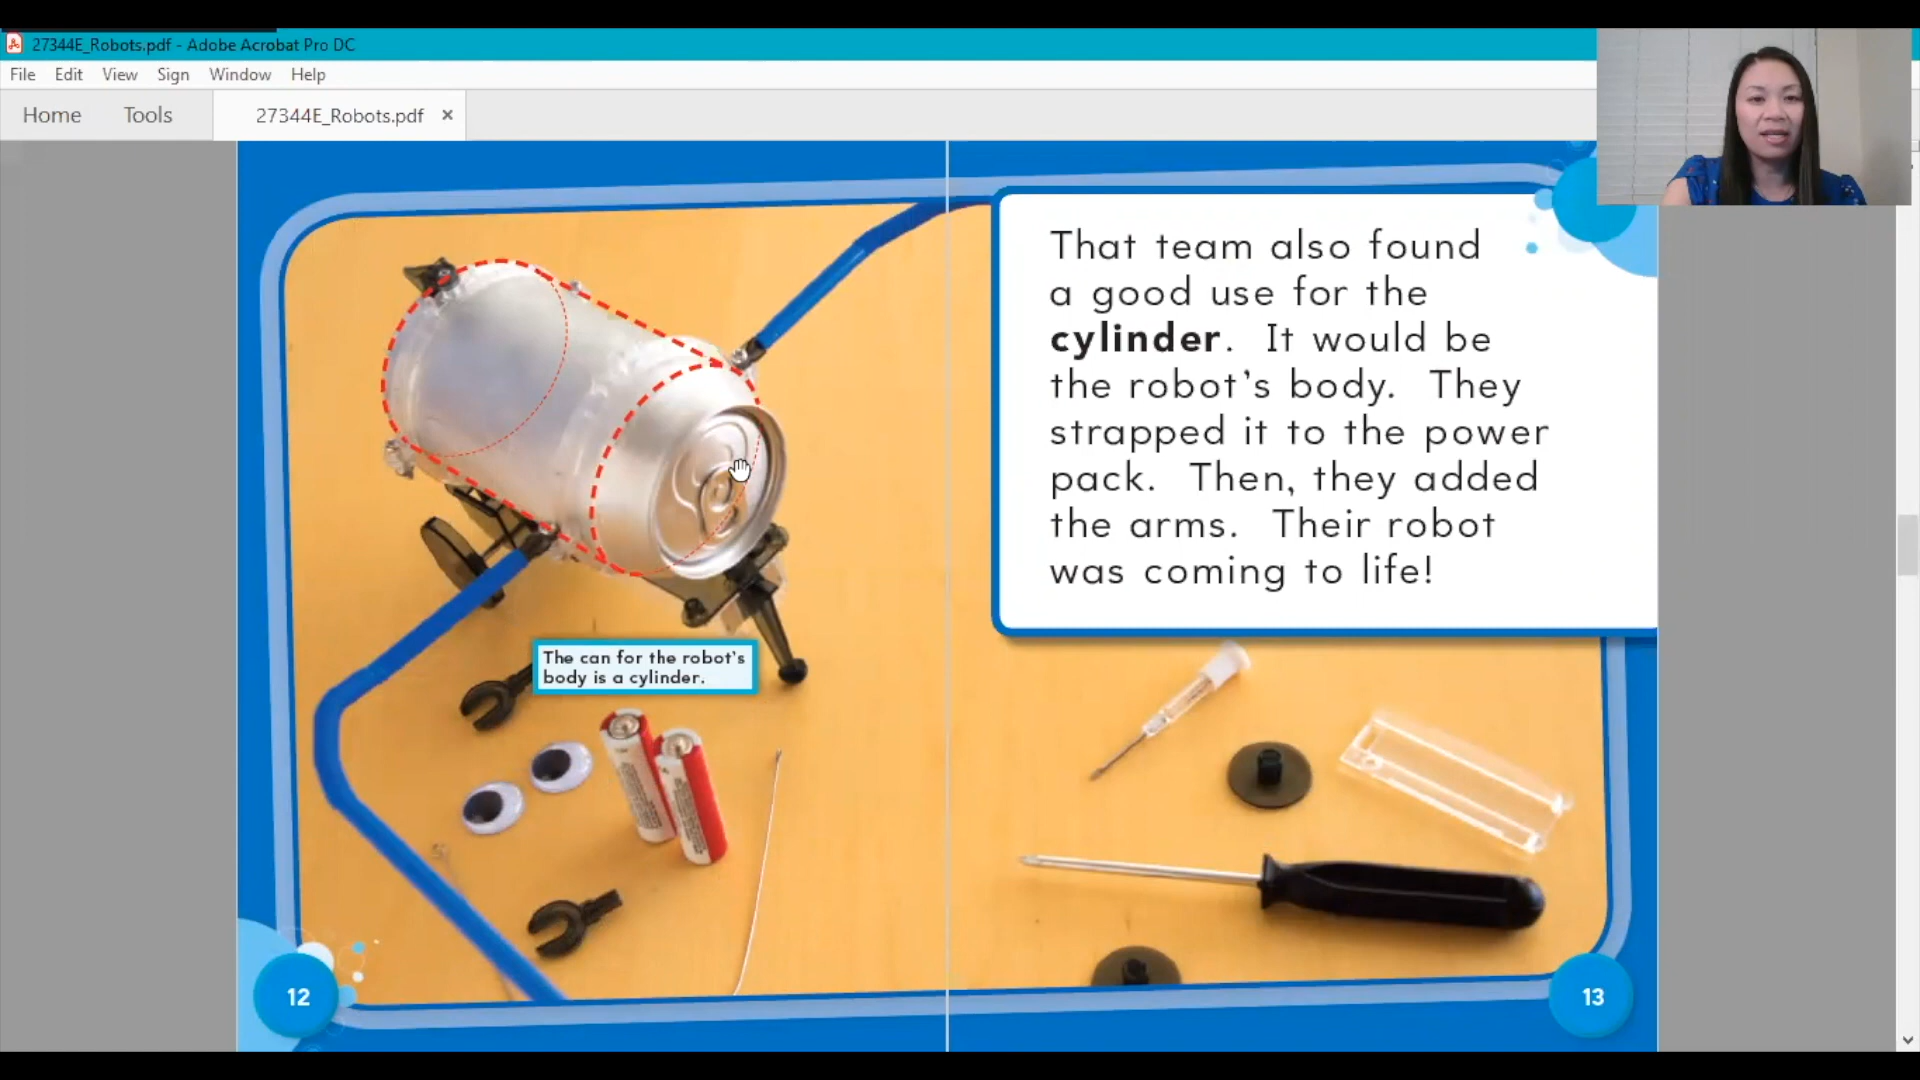 27344E_Robots.pdf - Adobe Acrobat Pro DC
File Edit View Sign Window Help
Home Tools 27344E_Robots.pdf ×
That team also found
a good use for the
cylinder. It would be
the robot's body. They
strapped it to the power
pack. Then, they added
the arms. Their robot
was coming to life!
The can for the robot's
body is a cylinder.
12
13